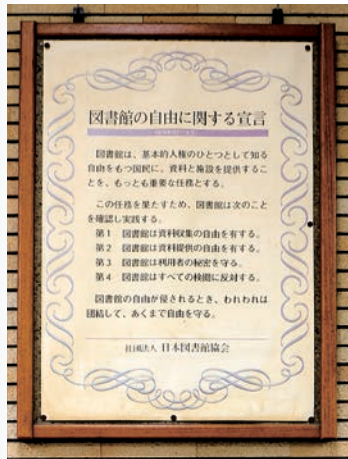 図書館の自由に関する宣言
図書館は、基本的人権のひとつとして知る
自由をもつ国民に、資料と施設を提供するこ
とを、もっとも重要な任務とする。
この任務を果たすため、図書館は次のこと
を確認し実践する。
第1 図書館は資料収集の自由を有する。
第2 図書館は資料提供の自由を有する。
第3 図書館は利用者の秘密を守る。
第4 図書館はすべての検閲に反対する。
図書館の自由が侵されるとき、われわれは
団結して、あくまで自由を守る。
社団法人 日本図書館協会